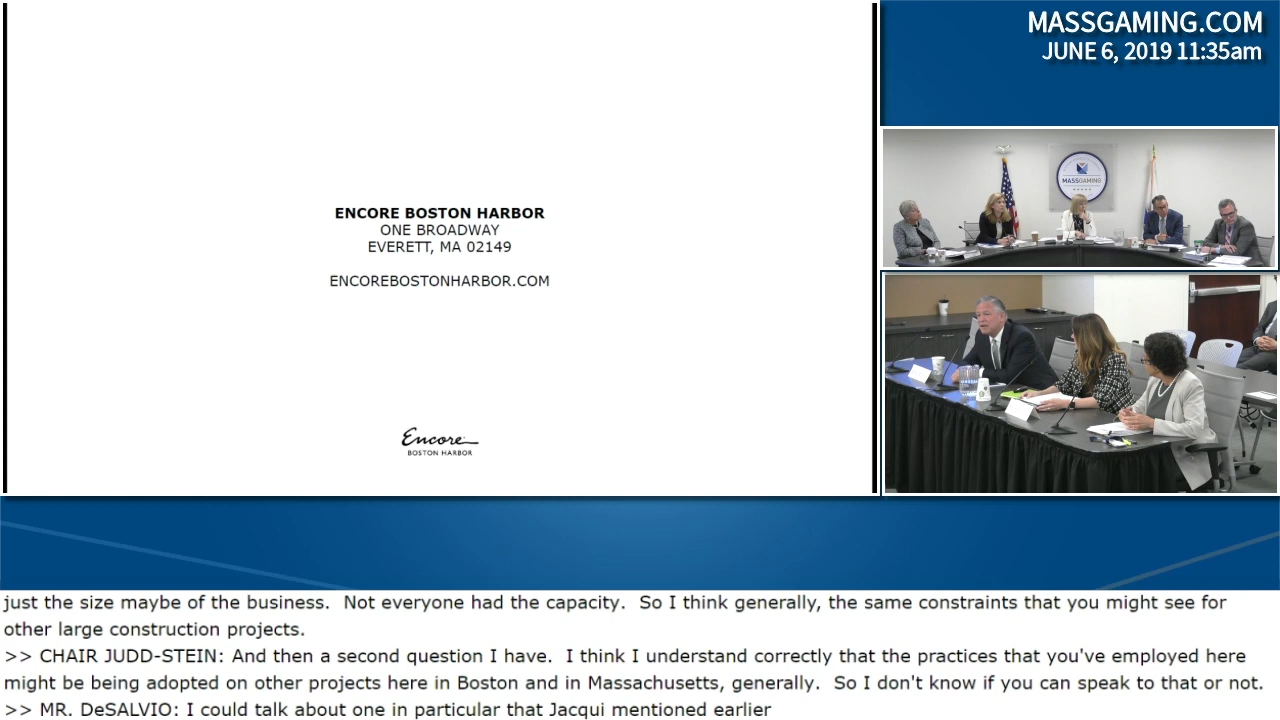 MASSGAMING.COM
JUNE 6, 2019 11:35am
ENCORE BOSTON HARBOR
ONE BROADWAY
EVERETT, MA 02149
ENCOREBOSTONHARBOR.COM
Encore
BOSTON HARBOR
MASSGAMING
just the size maybe of the business.  Not everyone had the capacity.  So I think generally, the same constraints that you might see for
other large construction projects.
>> CHAIR JUDD-STEIN: And then a second question I have.  I think I understand correctly that the practices that you've employed here
might be being adopted on other projects here in Boston and in Massachusetts, generally.  So I don't know if you can speak to that or not.
>> MR. DeSALVIO: I could talk about one in particular that Jacqui mentioned earlier